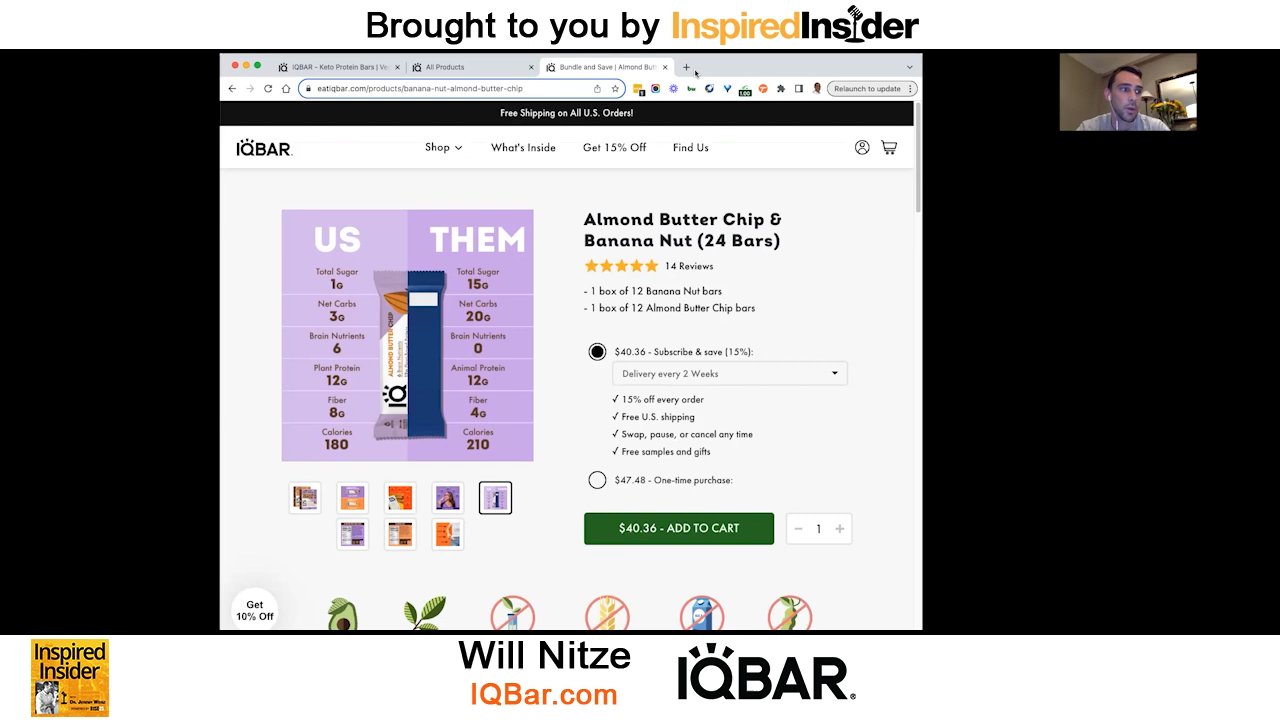 Brought to you by InspiredInsider
IQBAR - Keto Protein Bars | Ve
All Products
Bundle and Save | Almond But
eatiqbar.com/products/banana-nut-almond-butter-chip
Relaunch to update
Free Shipping on All U.S. Orders!
IQBAR.
Shop
What's Inside
Get 15% Off
Find Us
US
THEM
Total Sugar
1G
Total Sugar
15G
Net Carbs
3G
Net Carbs
20G
Brain Nutrients
6
Brain Nutrients
0
Plant Protein
12G
Animal Protein
12G
Fiber
8G
Fiber
4G
Calories
180
Calories
210
ALMOND BUTTER CHIP
IQ
Almond Butter Chip &
Banana Nut (24 Bars)
14 Reviews
- 1 box of 12 Banana Nut bars
- 1 box of 12 Almond Butter Chip bars
$40.36 - Subscribe & save (15%):
Delivery every 2 Weeks
✓ 15% off every order
✓ Free U.S. shipping
✓ Swap, pause, or cancel any time
✓ Free samples and gifts
$47.48 - One-time purchase:
$40.36 - ADD TO CART
− 1 +
Get
10% Off
Inspired
Insider
Will Nitze
IQBar.com
IQBAR®